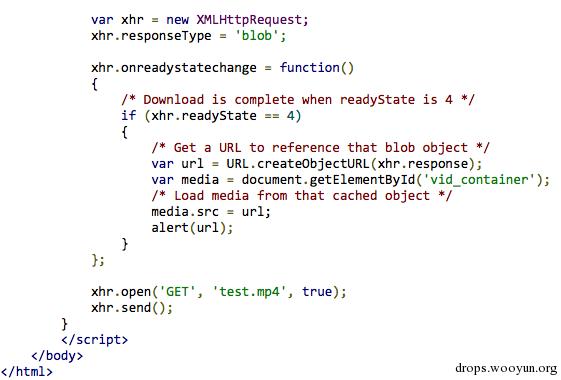 var xhr = new XMLHttpRequest;
xhr.responseType = 'blob';
xhr.onreadystatechange = function()
{
/* Download is complete when readyState is 4 */
if (xhr.readyState == 4)
{
/* Get a URL to reference that blob object */
var url = URL.createObjectURL(xhr.response);
var media = document.getElementById('vid_container');
/* Load media from that cached object */
media.src = url;
alert(url);
}
};
xhr.open('GET', 'test.mp4', true);
xhr.send();
}
</script>
</body>
</html>
drops.wooyun.org